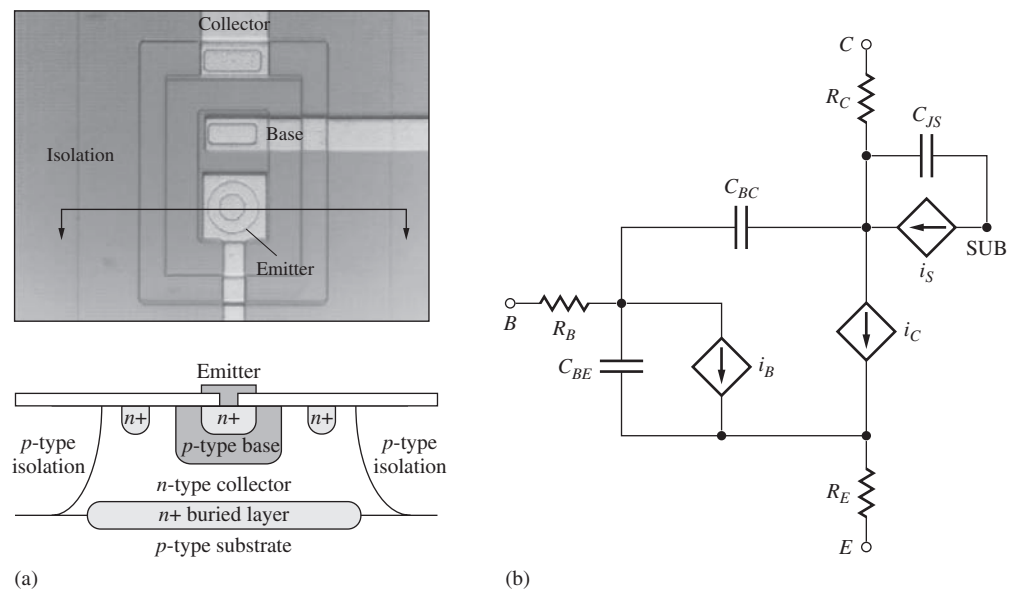 Collector
Isolation
Base
Emitter
Emitter
n+
n+
n+
p-type
isolation
p-type base
p-type
isolation
n-type collector
n+ buried layer
p-type substrate
(a)
C
R_C
C_JS
C_BC
SUB
i_S
B
R_B
C_BE
i_B
i_C
R_E
E
(b)